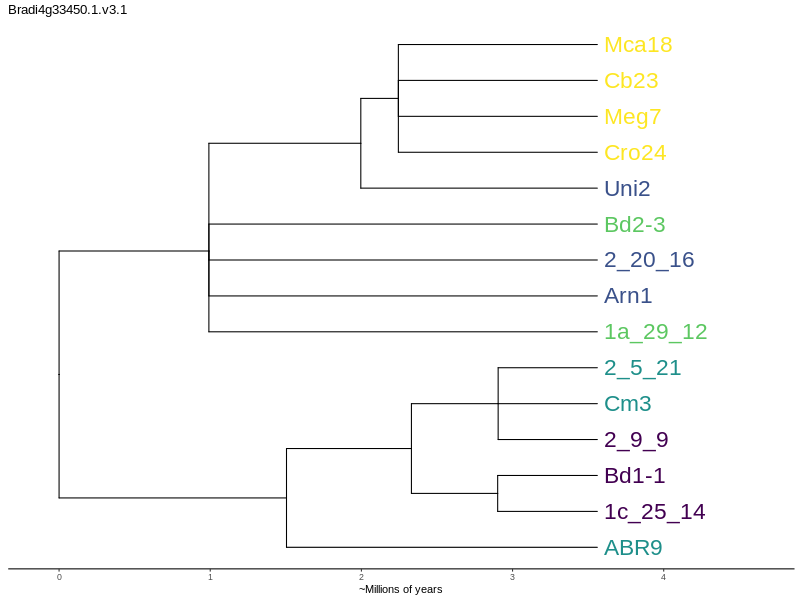 Bradi4g33450.1.v3.1
Mca18
Cb23
Meg7
Cro24
Uni2
Bd2-3
2_20_16
Arn1
1a_29_12
2_5_21
Cm3
2_9_9
Bd1-1
1c_25_14
ABR9
0 1 2 3 4
~Millions of years